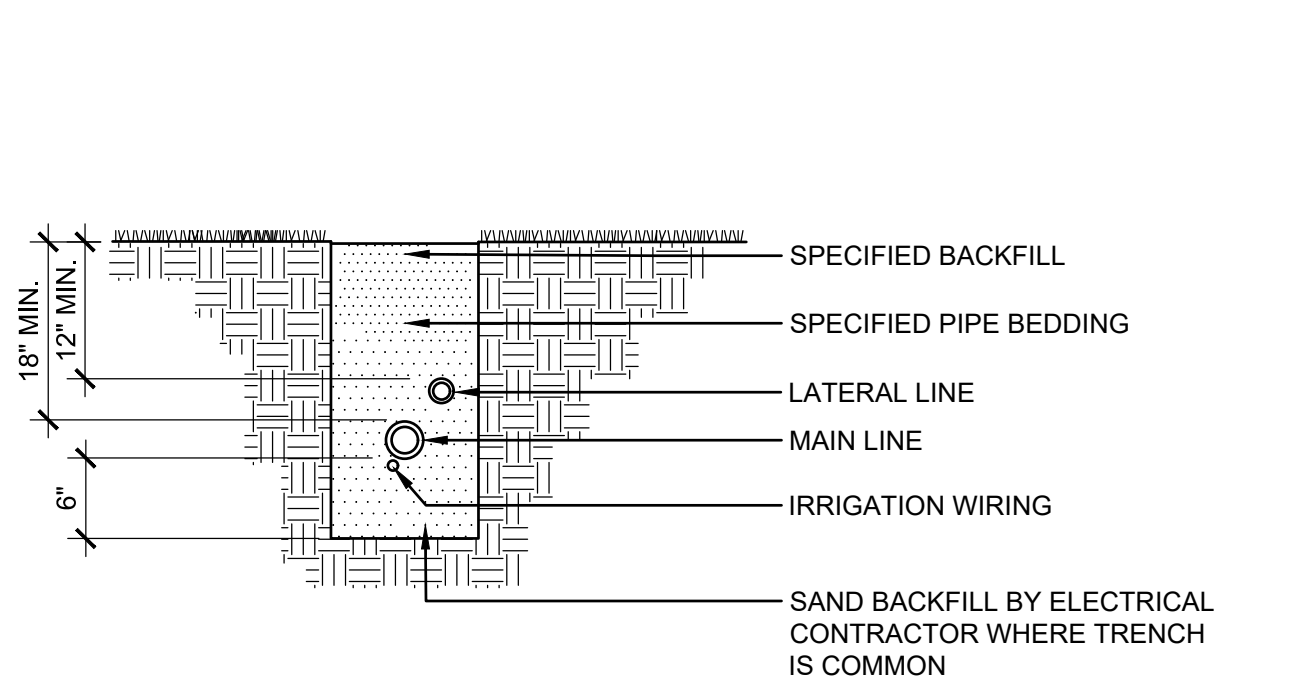 18" MIN.
12" MIN.
6"
SPECIFIED BACKFILL
SPECIFIED PIPE BEDDING
LATERAL LINE
MAIN LINE
IRRIGATION WIRING
SAND BACKFILL BY ELECTRICAL
CONTRACTOR WHERE TRENCH
IS COMMON